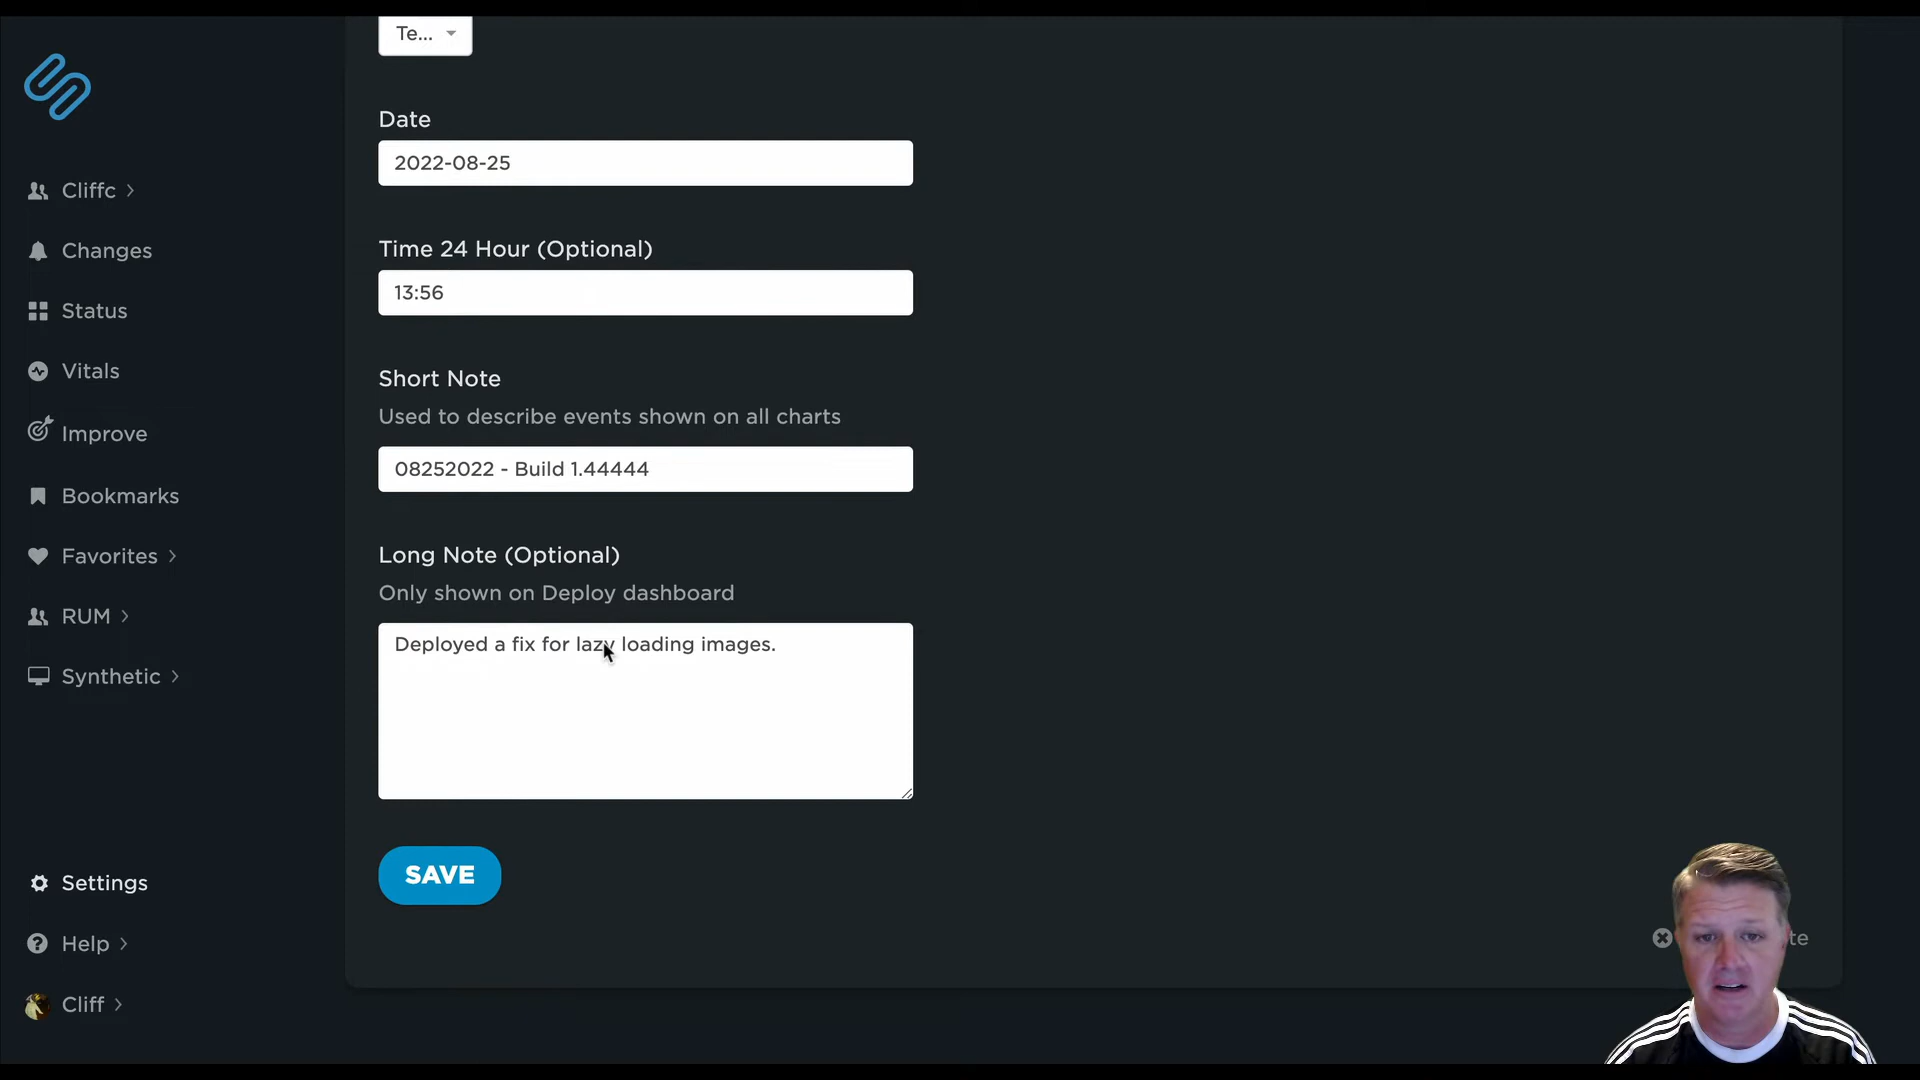 Te...
Date
2022-08-25
Time 24 Hour (Optional)
13:56
Short Note
Used to describe events shown on all charts
08252022 - Build 1.44444
Long Note (Optional)
Only shown on Deploy dashboard
Deployed a fix for lazy loading images.
SAVE
te
Cliffc
Changes
Status
Vitals
Improve
Bookmarks
Favorites
RUM
Synthetic
Settings
Help
Cliff